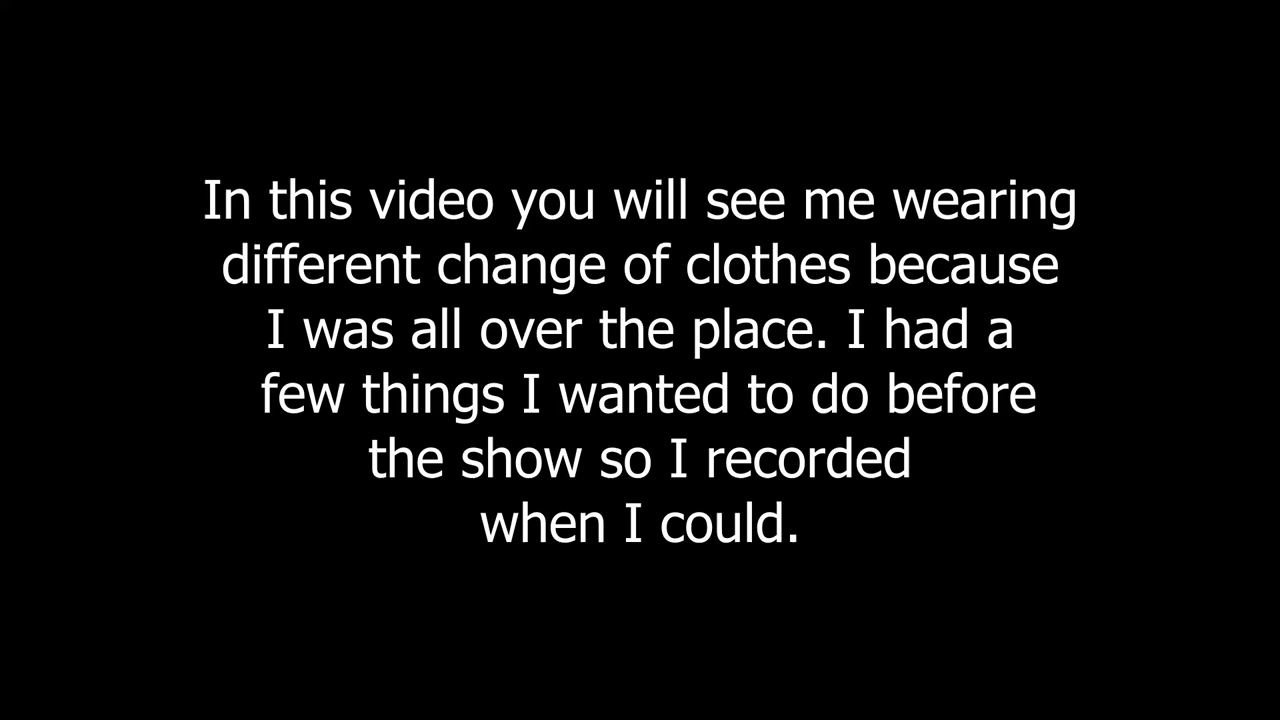 In this video you will see me wearing
different change of clothes because
I was all over the place. I had a
few things I wanted to do before
the show so I recorded
when I could.